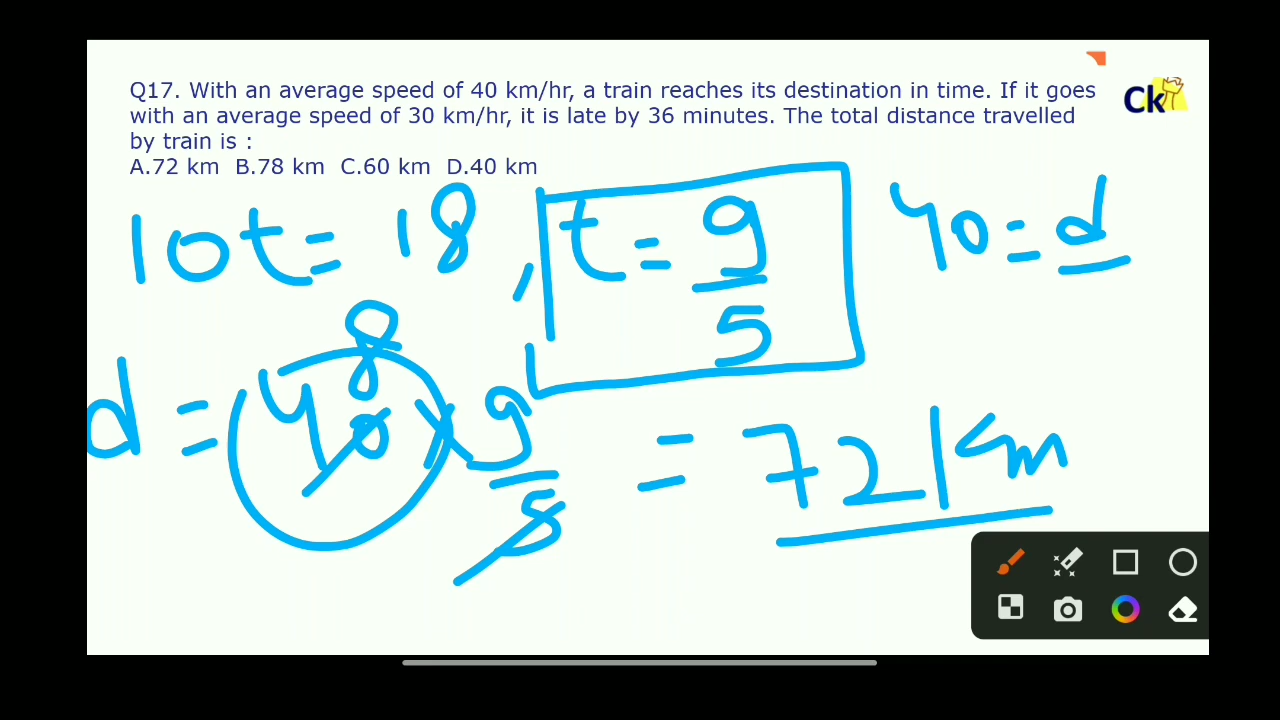 Q17. With an average speed of 40 km/hr, a train reaches its destination in time. If it goes
with an average speed of 30 km/hr, it is late by 36 minutes. The total distance travelled
by train is :
A.72 km B.78 km C.60 km D.40 km
Ck
10t = 18, t = 9/5 40 = d
d = 40 8 × 9/5 = 72 km